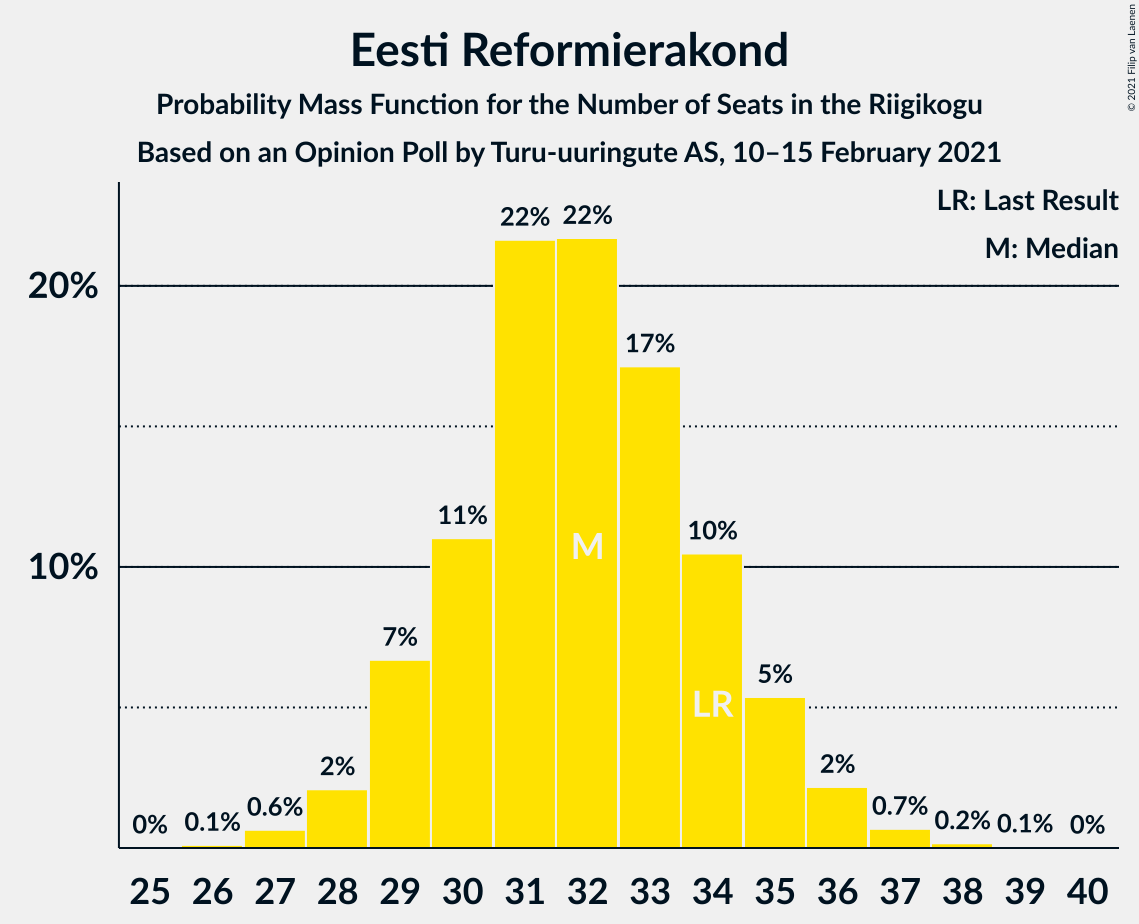 Eesti Reformierakond
Probability Mass Function for the Number of Seats in the Riigikogu
Based on an Opinion Poll by Turu-uuringute AS, 10–15 February 2021
© 2021 Filip van Laenen
LR: Last Result
M: Median
20%
10%
0%
0.1%
0.6%
2%
7%
11%
22%
22%
17%
10%
5%
2%
0.7%
0.2%
0.1%
0%
M
LR
25 26 27 28 29 30 31 32 33 34 35 36 37 38 39 40